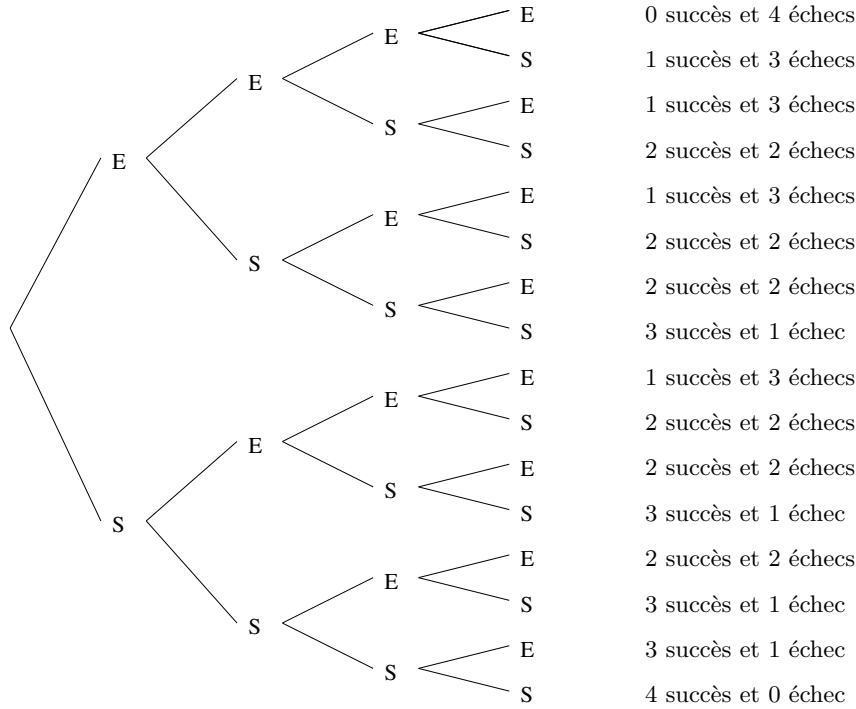 E 0 succès et 4 échecs
E
S 1 succès et 3 échecs
E
E 1 succès et 3 échecs
S
S 2 succès et 2 échecs
E
E 1 succès et 3 échecs
E
S 2 succès et 2 échecs
S
E 2 succès et 2 échecs
S
S 3 succès et 1 échec
E 1 succès et 3 échecs
E
S 2 succès et 2 échecs
E
E 2 succès et 2 échecs
S
S 3 succès et 1 échec
S
E 2 succès et 2 échecs
E
S 3 succès et 1 échec
S
E 3 succès et 1 échec
S
S 4 succès et 0 échec